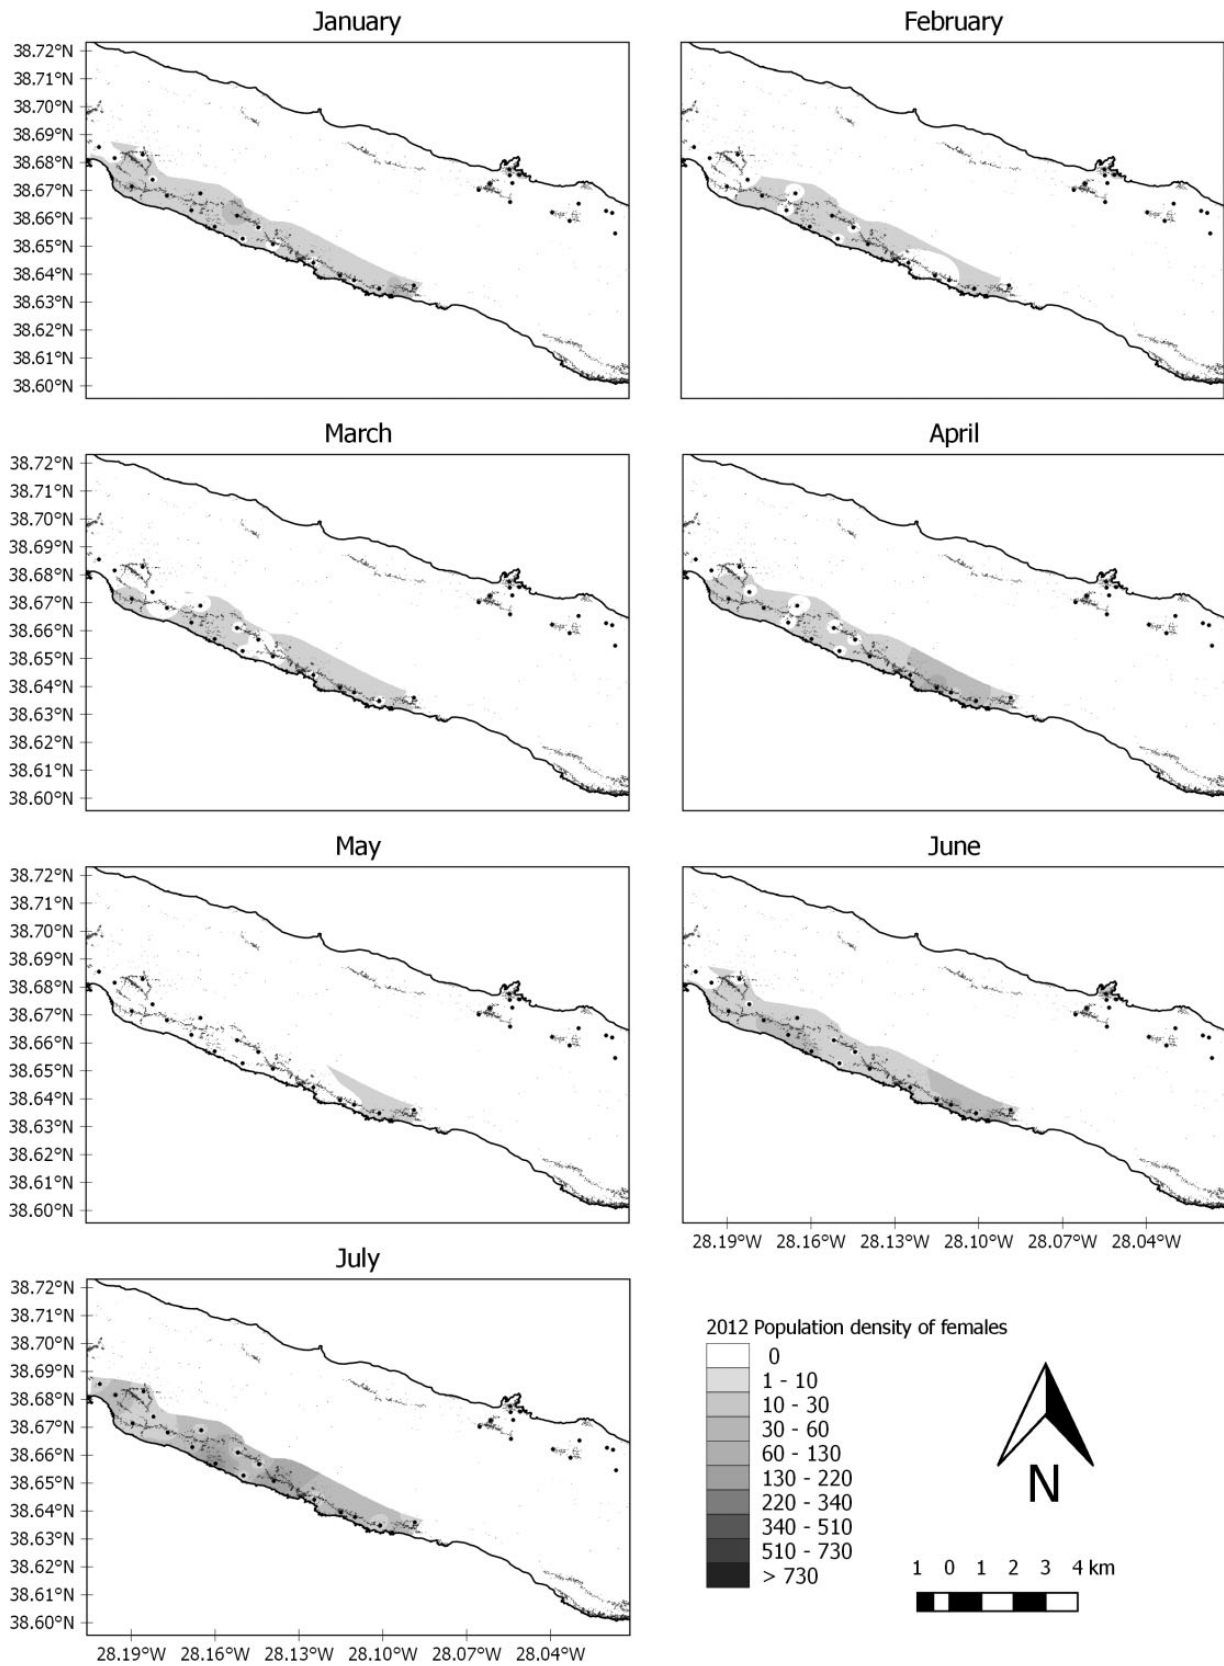 January
February
38.72°N
38.71°N
38.70°N
38.69°N
38.68°N
38.67°N
38.66°N
38.65°N
38.64°N
38.63°N
38.62°N
38.61°N
38.60°N
March
April
38.72°N
38.71°N
38.70°N
38.69°N
38.68°N
38.67°N
38.66°N
38.65°N
38.64°N
38.63°N
38.62°N
38.61°N
38.60°N
May
June
38.72°N
38.71°N
38.70°N
38.69°N
38.68°N
38.67°N
38.66°N
38.65°N
38.64°N
38.63°N
38.62°N
38.61°N
38.60°N
28.19°W 28.16°W 28.13°W 28.10°W 28.07°W 28.04°W
July
38.72°N
38.71°N
38.70°N
38.69°N
38.68°N
38.67°N
38.66°N
38.65°N
38.64°N
38.63°N
38.62°N
38.61°N
38.60°N
28.19°W 28.16°W 28.13°W 28.10°W 28.07°W 28.04°W
2012 Population density of females
0
1 - 10
10 - 30
30 - 60
60 - 130
130 - 220
220 - 340
340 - 510
510 - 730
> 730
N
1 0 1 2 3 4 km